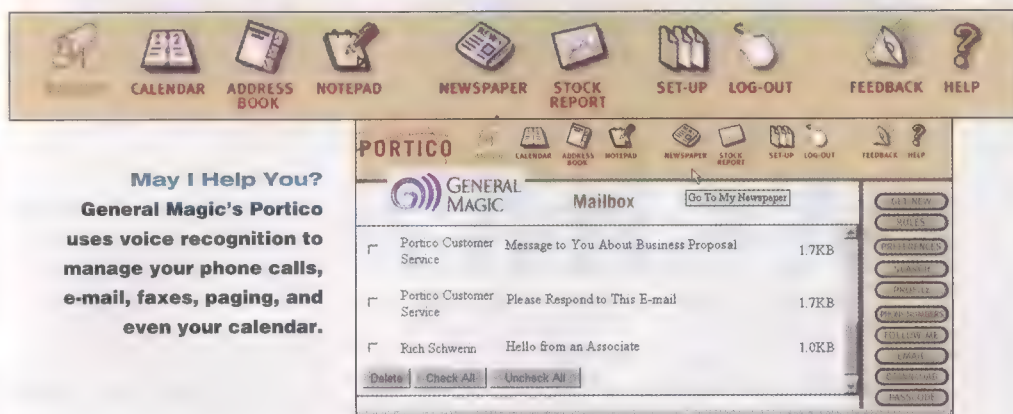 CALENDAR ADDRESS BOOK NOTEPAD NEWSPAPER STOCK REPORT SET-UP LOG-OUT FEEDBACK HELP
PORTICO CALENDAR ADDRESS BOOK NOTEPAD NEWSPAPER STOCK REPORT SET-UP LOG-OUT FEEDBACK HELP
May I Help You?
General Magic's Portico
uses voice recognition to
manage your phone calls,
e-mail, faxes, paging, and
even your calendar.
GENERAL
MAGIC
Mailbox
Go To My Newspaper
Portico Customer Service Message to You About Business Proposal 1.7KB
Portico Customer Service Please Respond to This E-mail 1.7KB
Rich Schwenn Hello from an Associate 1.0KB
Delete Check All Uncheck All
GET NEW
RULES
PREFERENCES
SEARCH
PROFILE
PHONE NUMBERS
FOLLOW ME
EMAIL
PASSCODE